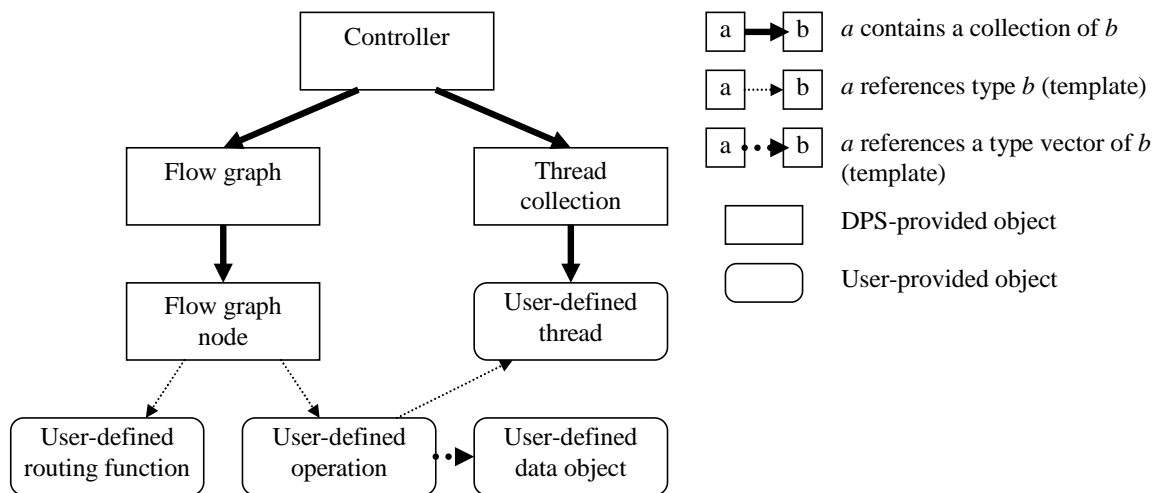 Controller
Flow graph
Thread
collection
Flow graph
node
User-defined
thread
User-defined
routing function
User-defined
operation
User-defined
data object
a b a contains a collection of b
a b a references type b (template)
a b a references a type vector of b
(template)
DPS-provided object
User-provided object